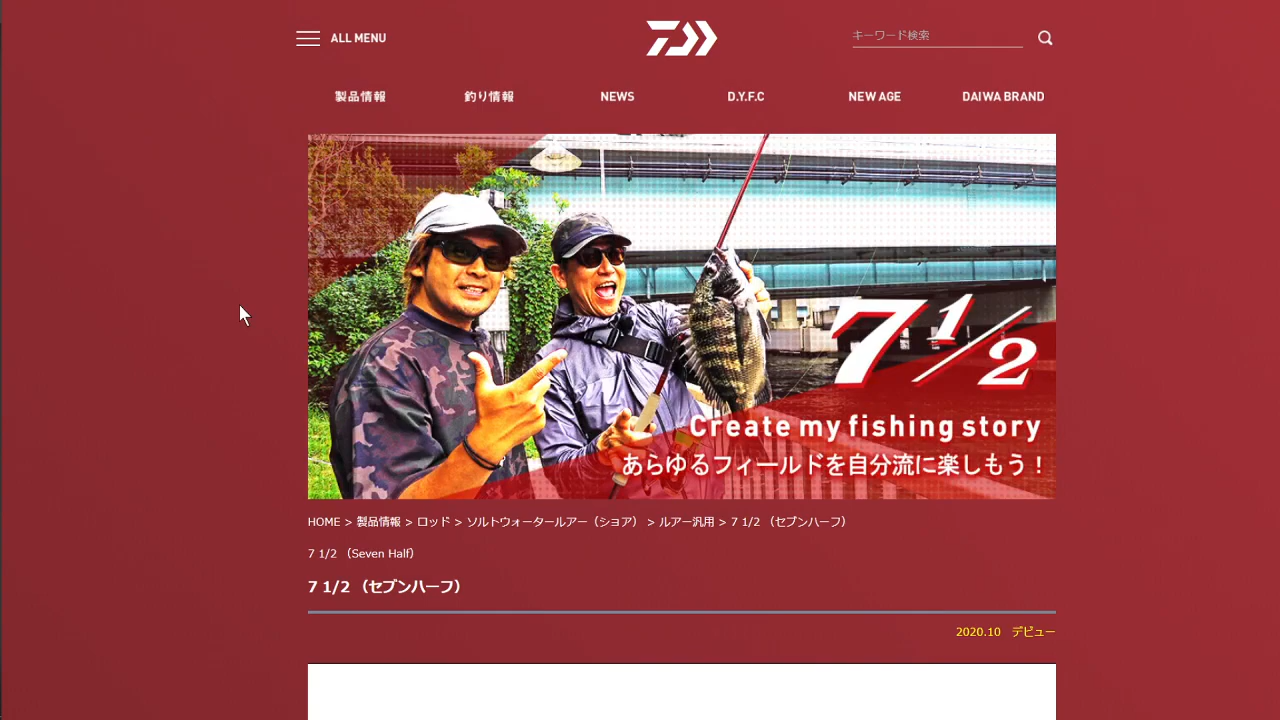 ALL MENU
キーワード検索
製品情報 釣り情報 NEWS D.Y.F.C NEW AGE DAIWA BRAND
7 1/2
Create my fishing story
あらゆるフィールドを自分流に楽しもう！
HOME > 製品情報 > ロッド > ソルトウォータールアー（ショア） > ルアー汎用 > 7 1/2 （セブンハーフ）
7 1/2 （Seven Half）
7 1/2 （セブンハーフ）
2020.10　デビュー